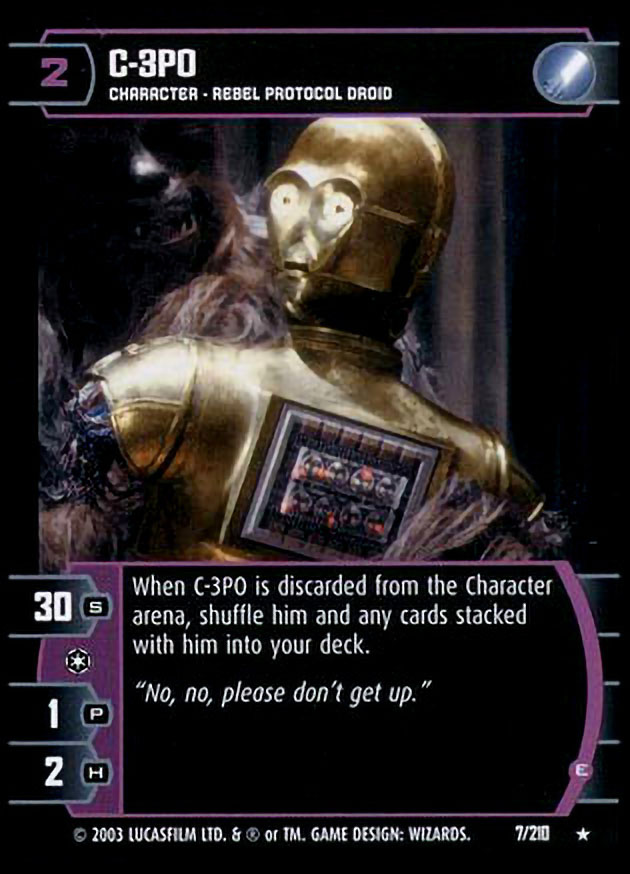 2
C-3PO
CHARACTER - REBEL PROTOCOL DROID
When C-3PO is discarded from the Character
arena, shuffle him and any cards stacked
with him into your deck.
"No, no, please don't get up."
30 S
1 P
2 H
E
© 2003 LUCASFILM LTD. & ® or TM. GAME DESIGN: WIZARDS. 7/210 ★